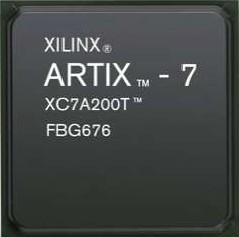 XILINX®
ARTIX™ - 7
XC7A200T™
FBG676